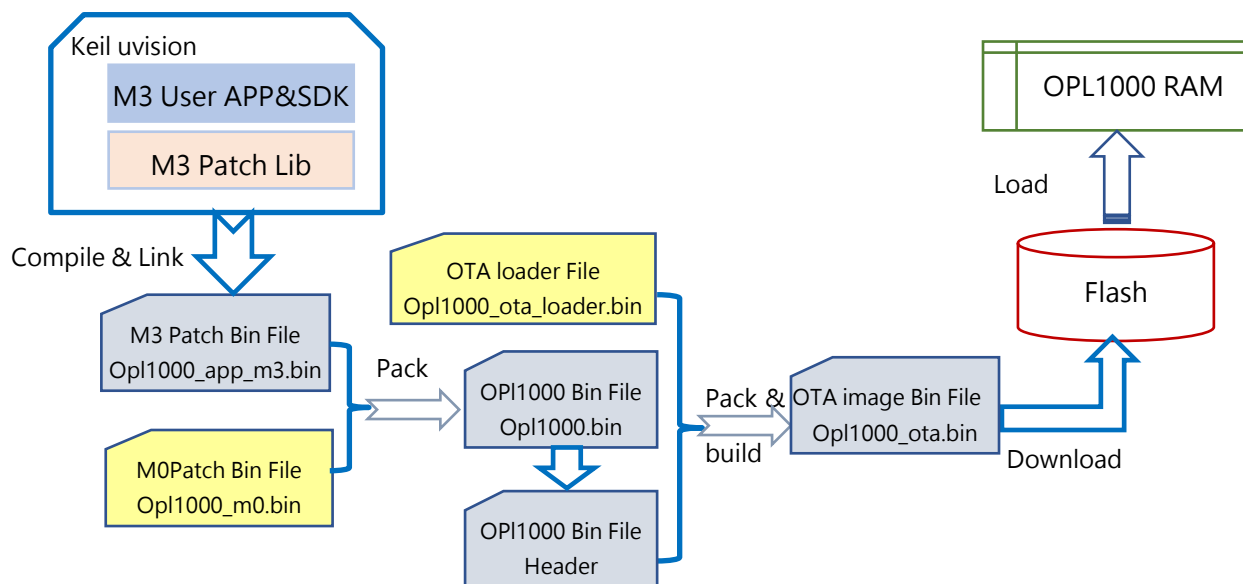 Keil uvision
M3 User APP&SDK
M3 Patch Lib
Compile & Link
M3 Patch Bin File
Opl1000_app_m3.bin
M0Patch Bin File
Opl1000_m0.bin
Pack
OTA loader File
Opl1000_ota_loader.bin
OPl1000 Bin File
Opl1000.bin
OPl1000 Bin File
Header
Pack &
build
OTA image Bin File
Opl1000_ota.bin
Download
Flash
Load
OPL1000 RAM